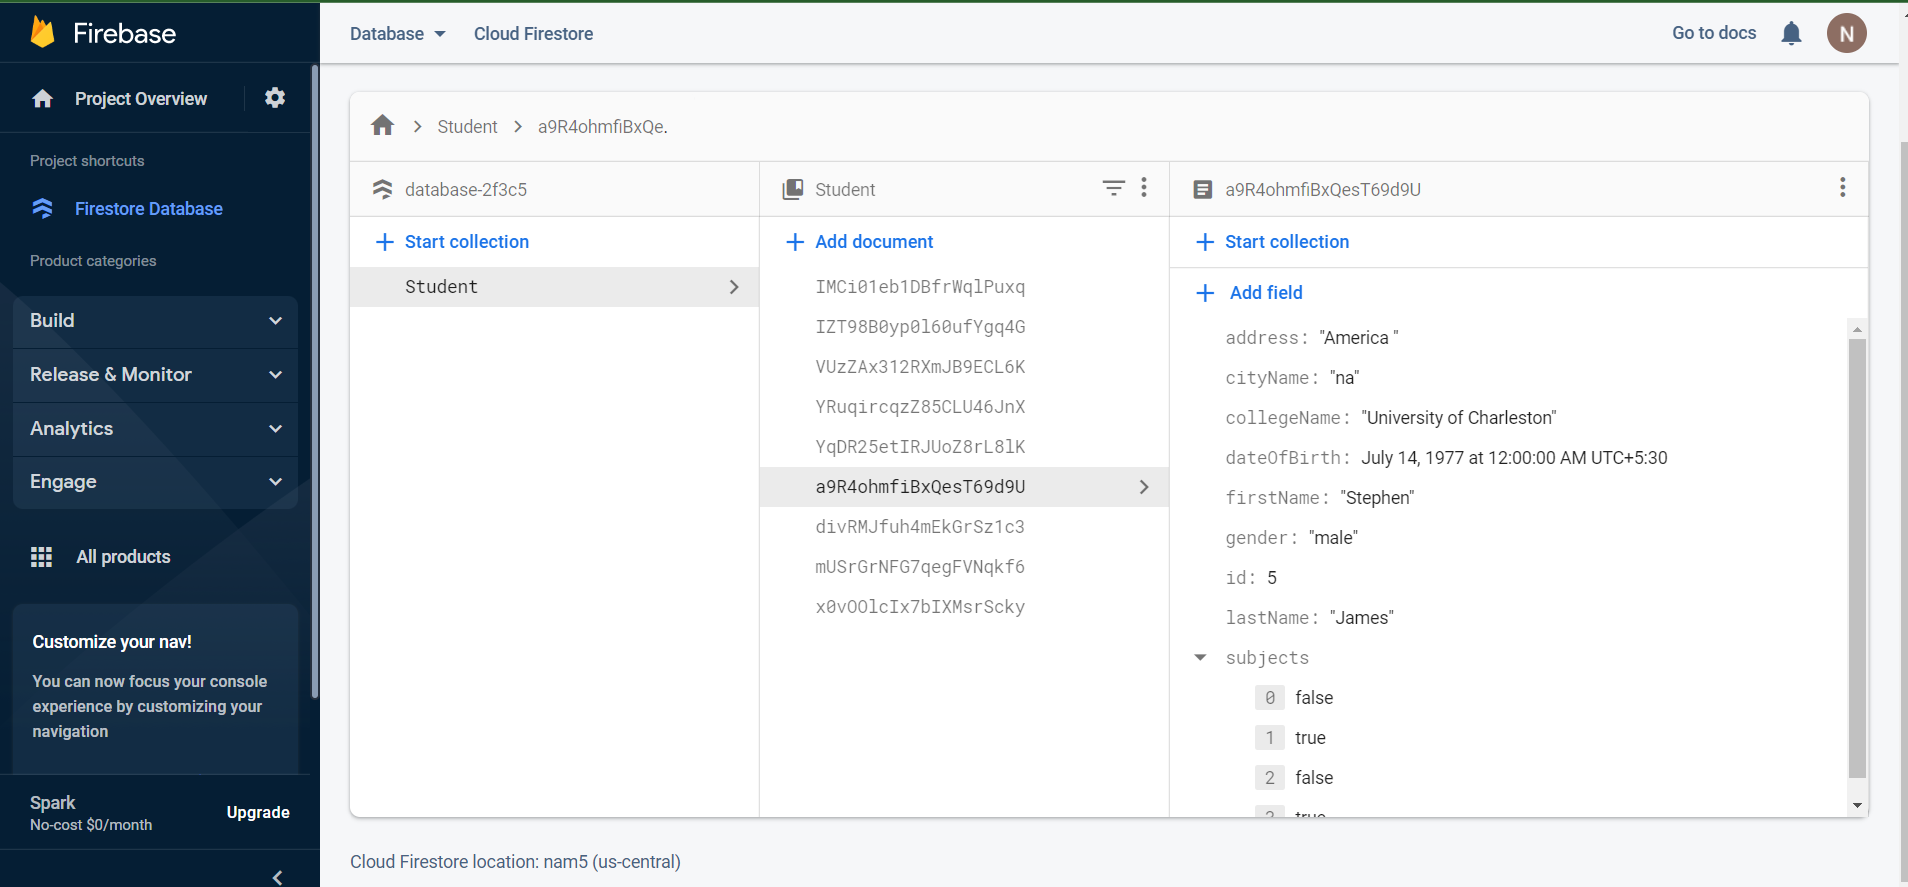 Firebase
Project Overview
Project shortcuts
Firestore Database
Product categories
Build
Release & Monitor
Analytics
Engage
All products
Customize your nav!
You can now focus your console
experience by customizing your
navigation
Spark
No-cost $0/month
Upgrade
Database
Cloud Firestore
Go to docs
N
Student
a9R4ohmfiBxQe.
database-2f3c5
Start collection
Student
Student
Add document
IMCi01eb1DBfrWqlPuxq
IZT98B0yp0l60ufYgq4G
VUzZAx312RXmJB9ECL6K
YRuqircqzZ85CLU46JnX
YqDR25etIRJUoZ8rL8lK
a9R4ohmfiBxQesT69d9U
divRMJfuh4mEkGrSz1c3
mUSrGrNFG7qegFVNqkf6
x0vOOlcIx7bIXMsrScky
a9R4ohmfiBxQesT69d9U
Start collection
Add field
address: "America "
cityName: "na"
collegeName: "University of Charleston"
dateOfBirth: July 14, 1977 at 12:00:00 AM UTC+5:30
firstName: "Stephen"
gender: "male"
id: 5
lastName: "James"
subjects
0 false
1 true
2 false
3 true
Cloud Firestore location: nam5 (us-central)